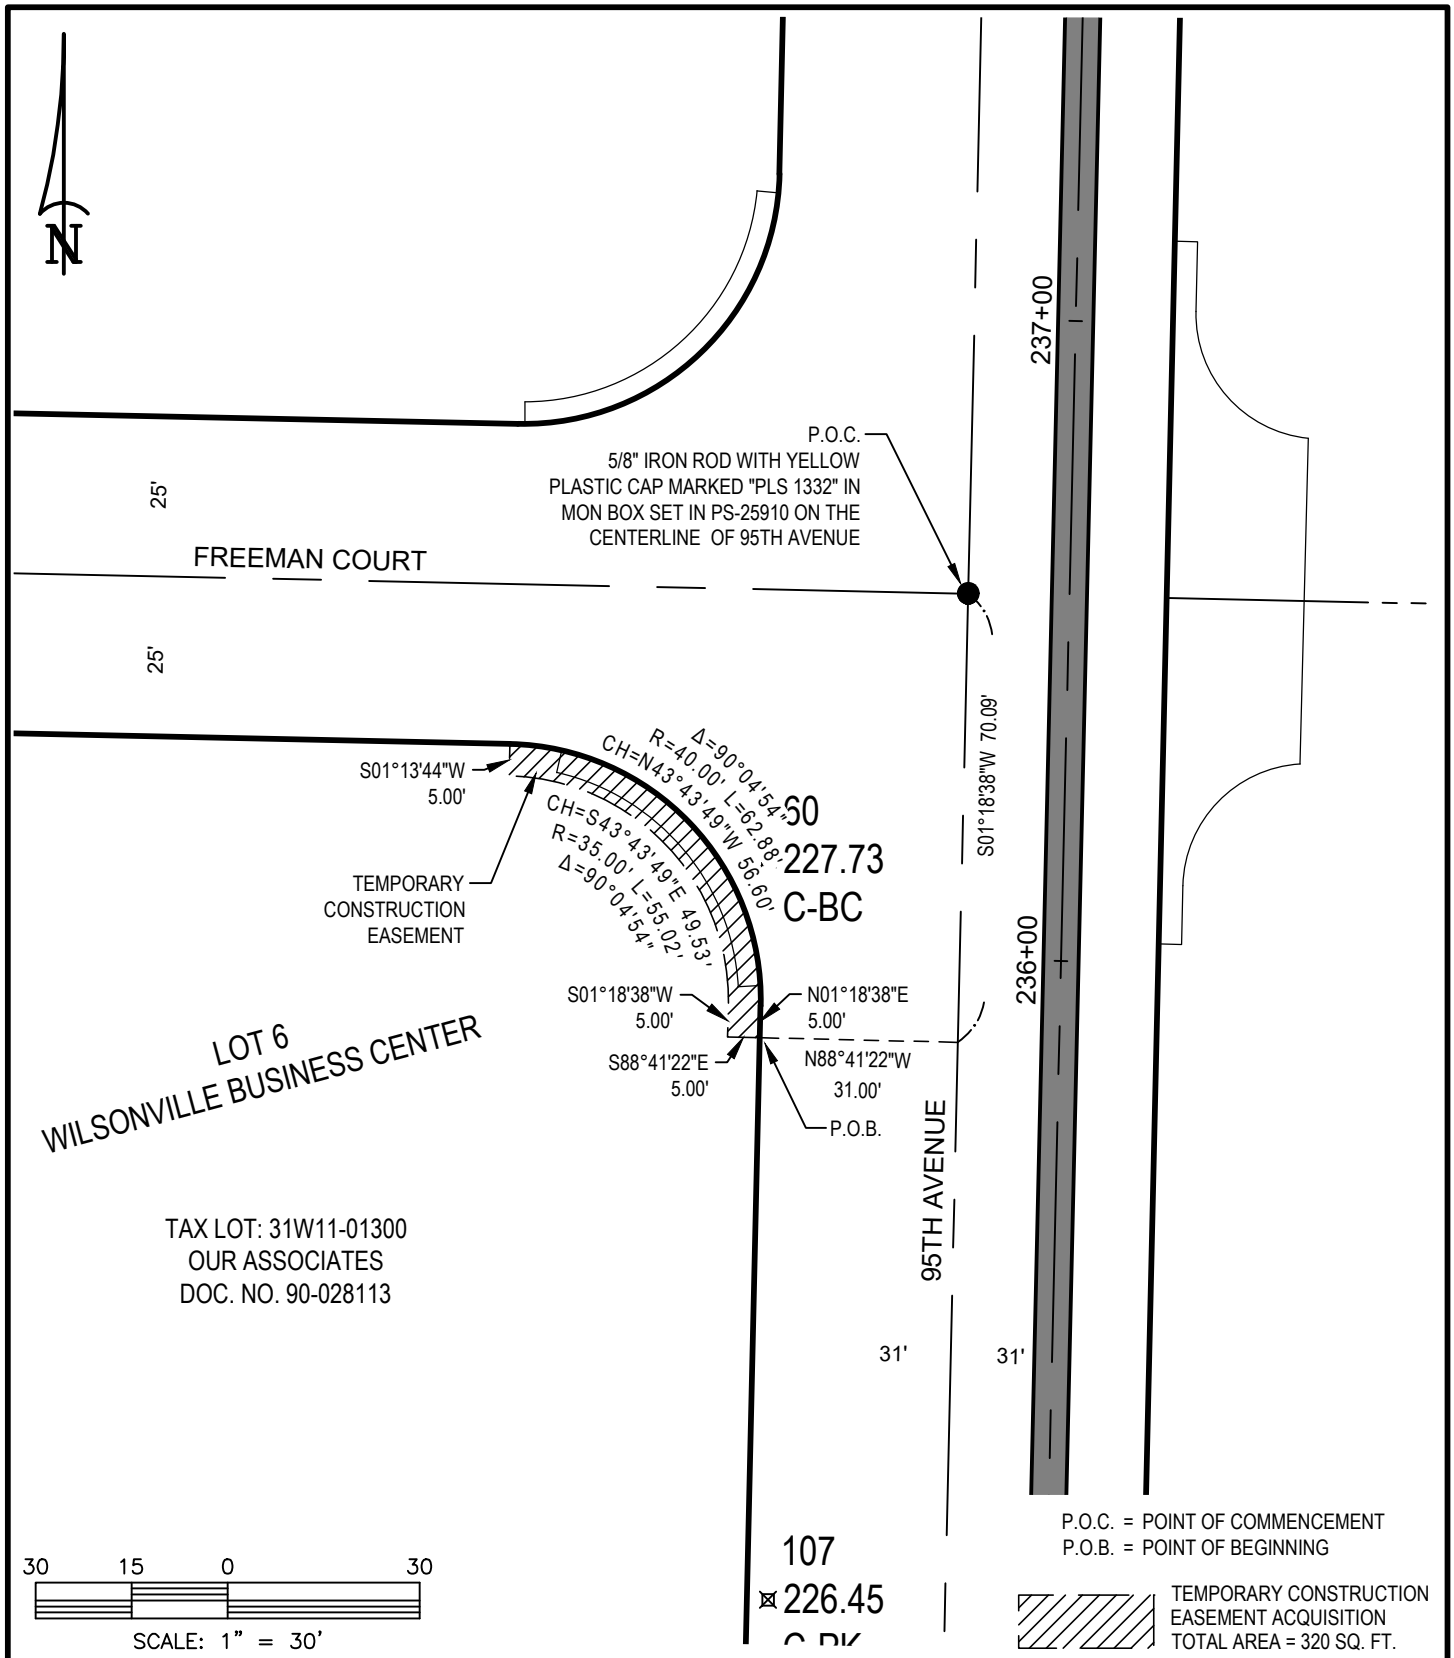 N
237+00
P.O.C.
5/8" IRON ROD WITH YELLOW
PLASTIC CAP MARKED "PLS 1332" IN
MON BOX SET IN PS-25910 ON THE
CENTERLINE OF 95TH AVENUE
25'
FREEMAN COURT
25'
S01°18'38"W 70.09'
Δ=90°04'54"
R=40.00' L=62.88'
CH=N43°43'49"W 56.60'
S01°13'44"W
5.00'
CH=S43°43'49"E 49.53'
R=35.00' L=55.02'
Δ=90°04'54"
60
227.73
C-BC
TEMPORARY
CONSTRUCTION
EASEMENT
236+00
S01°18'38"W
5.00'
N01°18'38"E
5.00'
S88°41'22"E
5.00'
N88°41'22"W
31.00'
P.O.B.
LOT 6
WILSONVILLE BUSINESS CENTER
95TH AVENUE
TAX LOT: 31W11-01300
OUR ASSOCIATES
DOC. NO. 90-028113
31'
31'
P.O.C. = POINT OF COMMENCEMENT
P.O.B. = POINT OF BEGINNING
107
226.45
C-PK
30 15 0 30
SCALE: 1" = 30'
TEMPORARY CONSTRUCTION
EASEMENT ACQUISITION
TOTAL AREA = 320 SQ. FT.